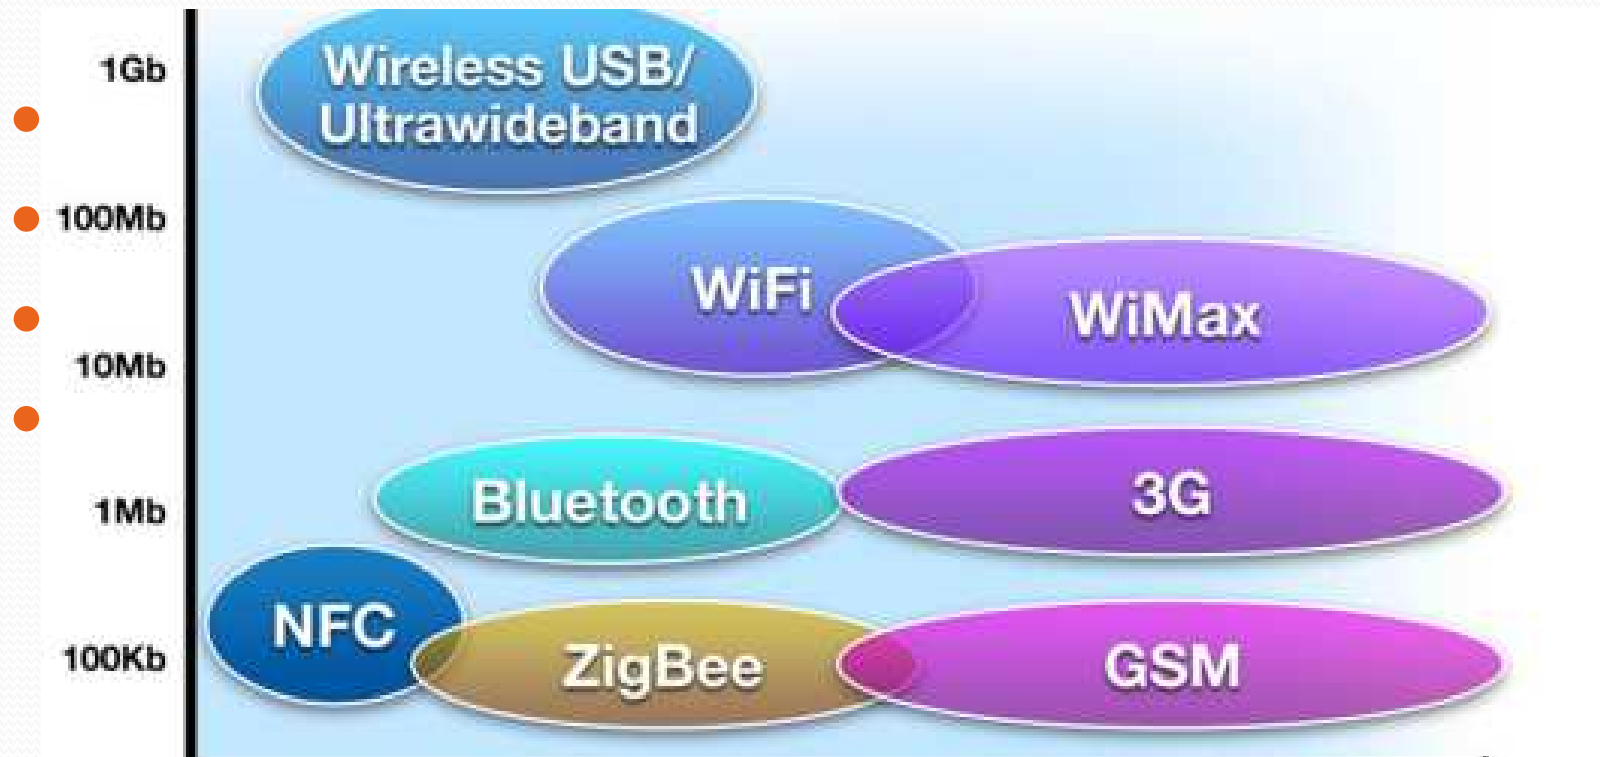 1Gb
Wireless USB/
Ultrawideband
100Mb
WiFi
WiMax
10Mb
Bluetooth
3G
1Mb
NFC
ZigBee
GSM
100Kb